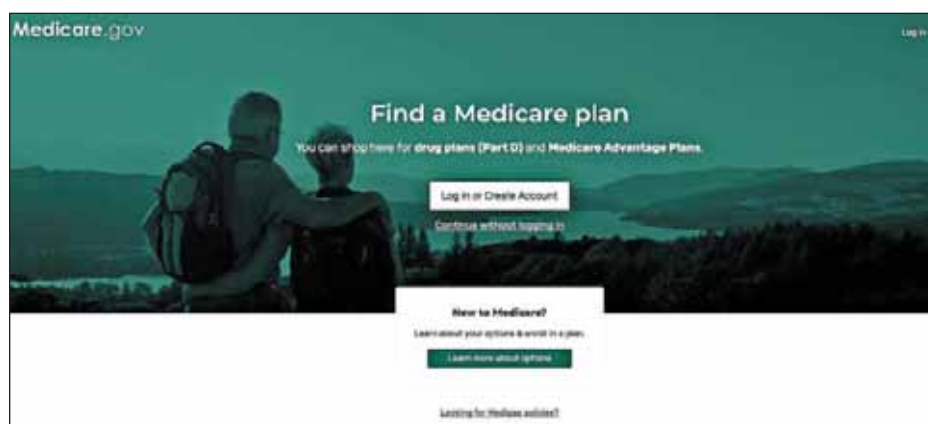 Medicare.gov
Log in
Find a Medicare plan
You can shop here for drug plans (Part D) and Medicare Advantage Plans.
Log in or Create Account
Continue without logging in
New to Medicare?
Learn about your options & enroll in a plan.
Learn more about options
Looking for Medigap policies?